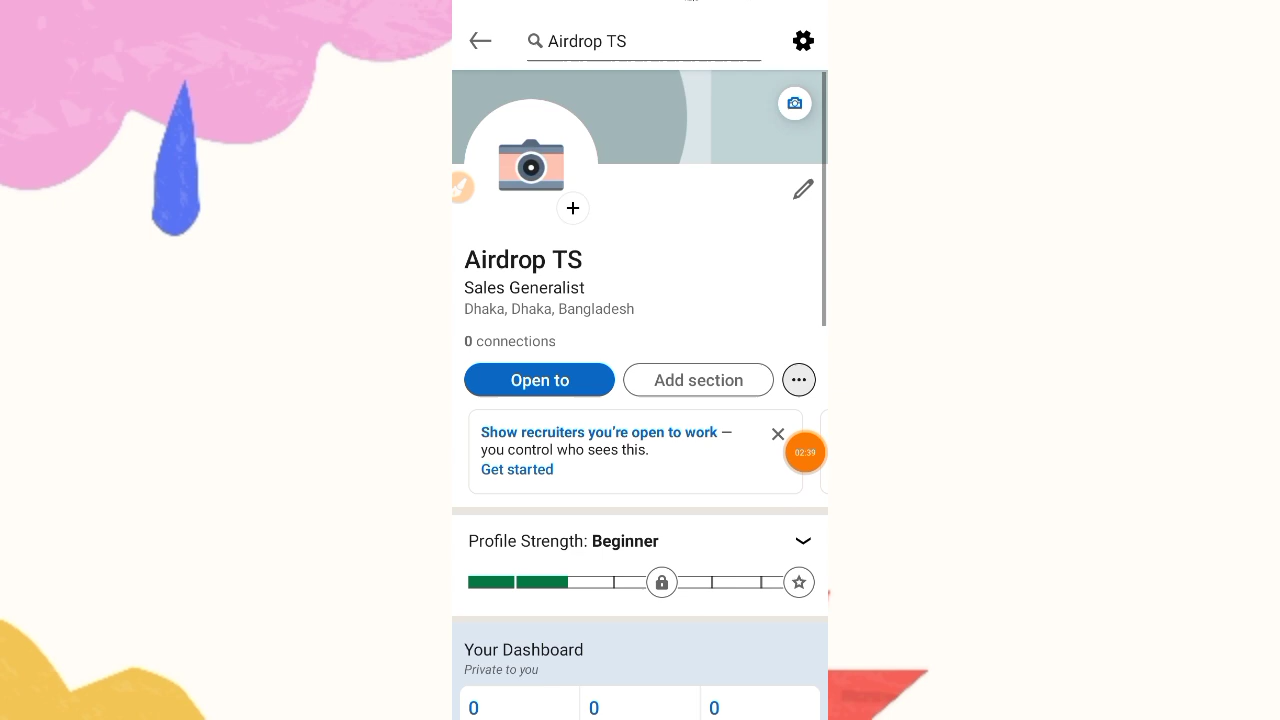 Airdrop TS
Airdrop TS
Sales Generalist
Dhaka, Dhaka, Bangladesh
0 connections
Open to
Add section
Show recruiters you're open to work –
you control who sees this.
Get started
02:39
Profile Strength: Beginner
Your Dashboard
Private to you
0 0 0